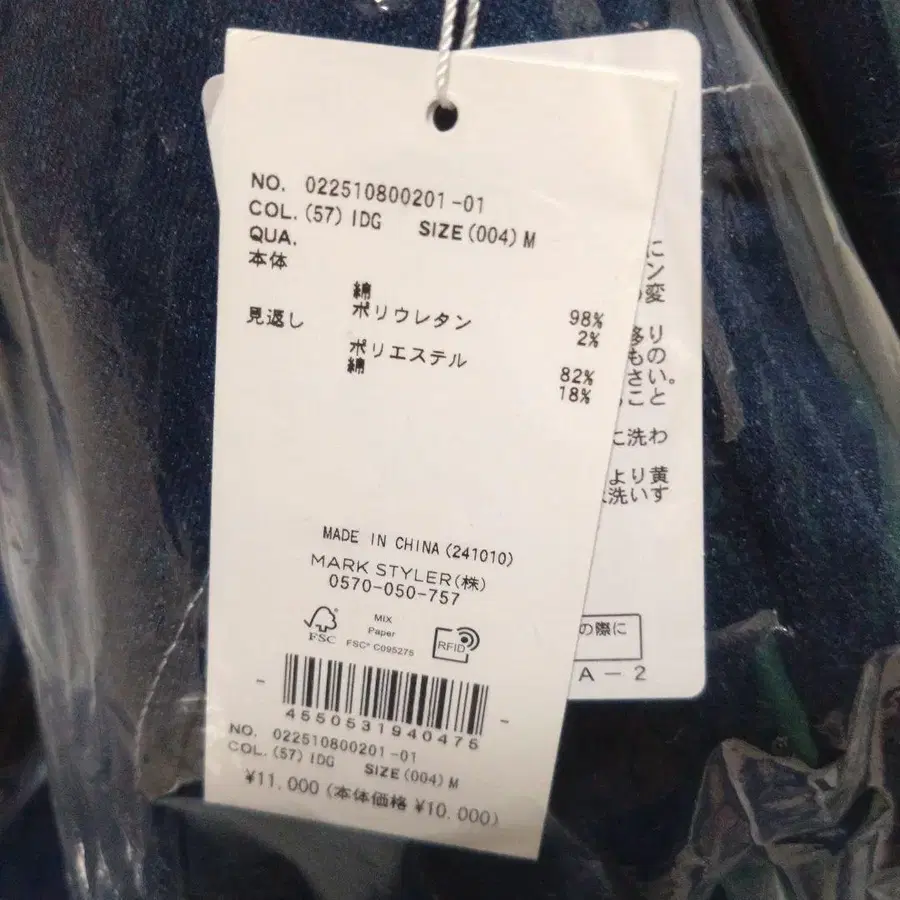 NO. 022510800201-01
COL.(57)IDG SIZE(004)M
QUA.
本体
綿 98%
ポリウレタン 2%
見返し
ポリエステル 82%
綿 18%
MADE IN CHINA(241010)
MARK STYLER(株)
0570-050-757
FSC
MIX
Paper
FSC® C095275
RFID
4550531940475
NO. 022510800201-01
COL.(57)IDG SIZE(004)M
¥11,000(本体価格 ¥10,000)
に
ン
変
移り
もの
さい。
こと
に洗わ
より黄
洗いす
の際に
A-2